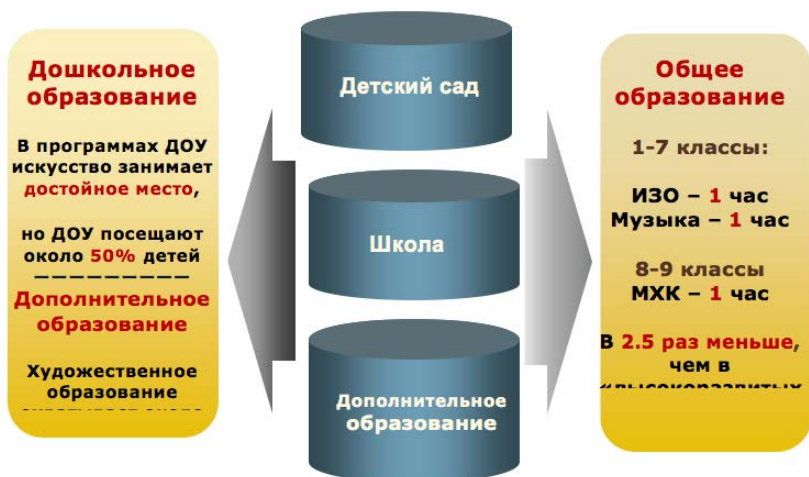 Дошкольное
образование
В программах ДОУ
искусство занимает
достойное место,
но ДОУ посещают
около 50% детей
Дополнительное
образование
Художественное
образование
Детский сад
Школа
Дополнительное
образование
Общее
образование
1-7 классы:
ИЗО – 1 час
Музыка – 1 час
8-9 классы
МХК – 1 час
В 2.5 раз меньше,
чем в